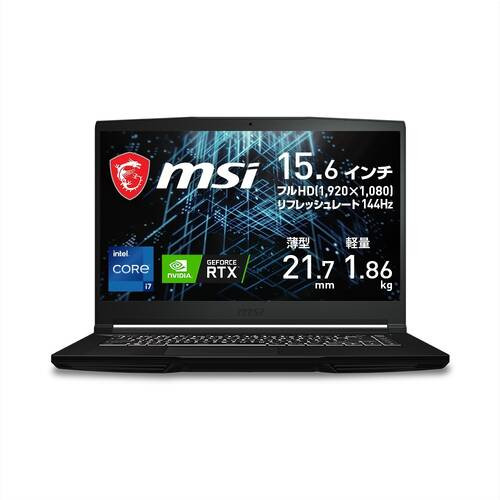 msi
15.6 インチ
フルHD(1,920×1,080)
リフレッシュレート 144Hz
薄型 軽量
21.7 1.86
mm kg
intel
CORE
i7
NVIDIA
GEFORCE
RTX
msi